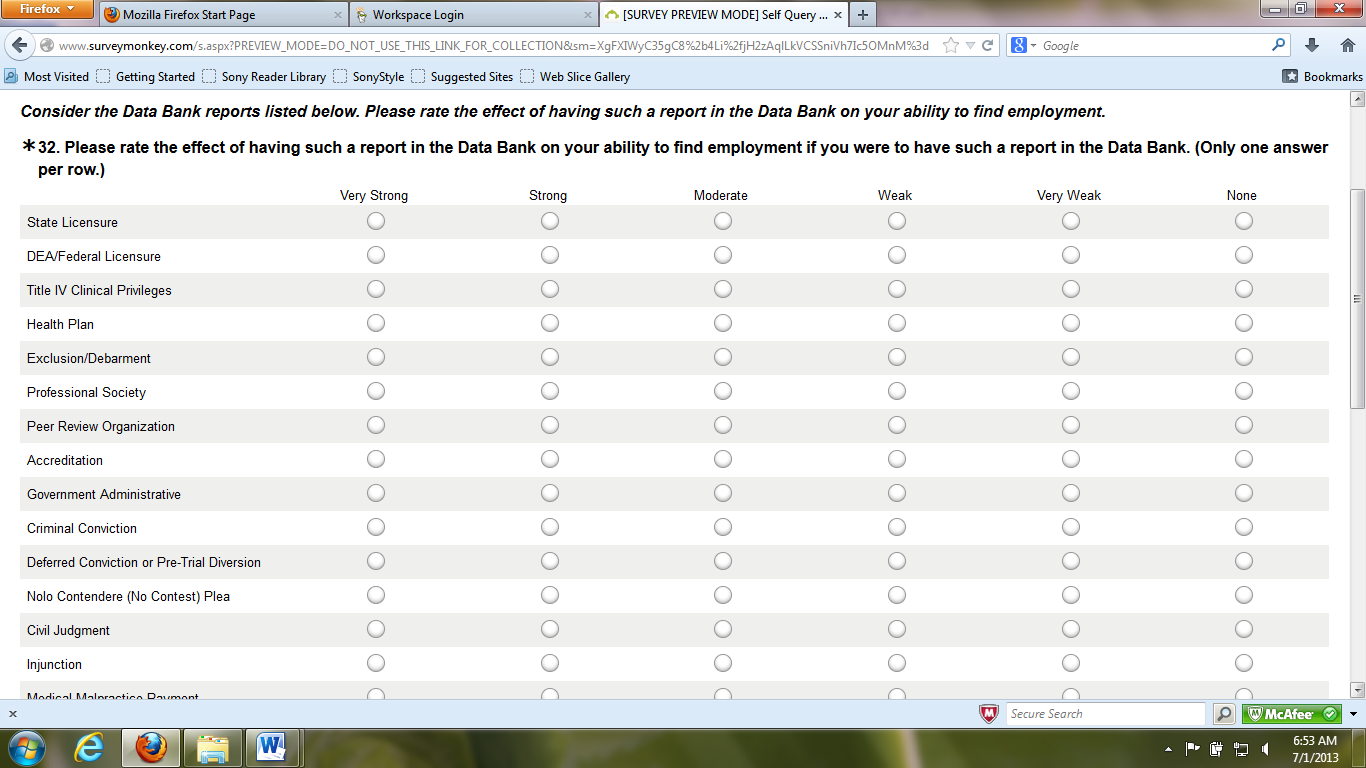 Firefox
Mozilla Firefox Start Page
Workspace Login
[SURVEY PREVIEW MODE] Self Query ...
www.surveymonkey.com/s.aspx?PREVIEW_MODE=DO_NOT_USE_THIS_LINK_FOR_COLLECTION&sm=XgFXIWyC35gC8%2b4Li%2fjH2zAqILkVCSSniVh7Ic5OMnM%3d
Google
Most Visited Getting Started Sony Reader Library SonyStyle Suggested Sites Web Slice Gallery Bookmarks
Consider the Data Bank reports listed below. Please rate the effect of having such a report in the Data Bank on your ability to find employment.
*32. Please rate the effect of having such a report in the Data Bank on your ability to find employment if you were to have such a report in the Data Bank. (Only one answer
per row.)
Very Strong Strong Moderate Weak Very Weak None
State Licensure
DEA/Federal Licensure
Title IV Clinical Privileges
Health Plan
Exclusion/Debarment
Professional Society
Peer Review Organization
Accreditation
Government Administrative
Criminal Conviction
Deferred Conviction or Pre-Trial Diversion
Nolo Contendere (No Contest) Plea
Civil Judgment
Injunction
Medical Malpractice Payment
Secure Search
McAfee
6:53 AM
7/1/2013